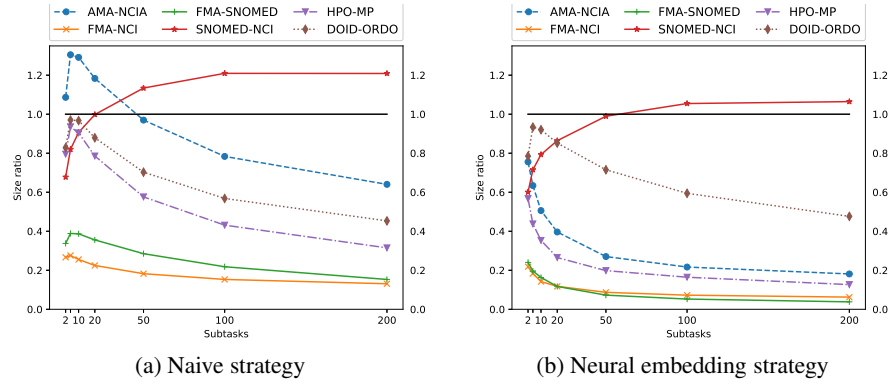 AMA-NCIA FMA-SNOMED HPO-MP
FMA-NCI SNOMED-NCI DOID-ORDO
1.2 1.2
1.0 1.0
0.8 0.8
0.6 0.6
0.4 0.4
0.2 0.2
0.0 0.0
Size ratio
2 10 20 50 100 200
Subtasks
(a) Naive strategy
AMA-NCIA FMA-SNOMED HPO-MP
FMA-NCI SNOMED-NCI DOID-ORDO
1.2 1.2
1.0 1.0
0.8 0.8
0.6 0.6
0.4 0.4
0.2 0.2
0.0 0.0
Size ratio
2 10 20 50 100 200
Subtasks
(b) Neural embedding strategy